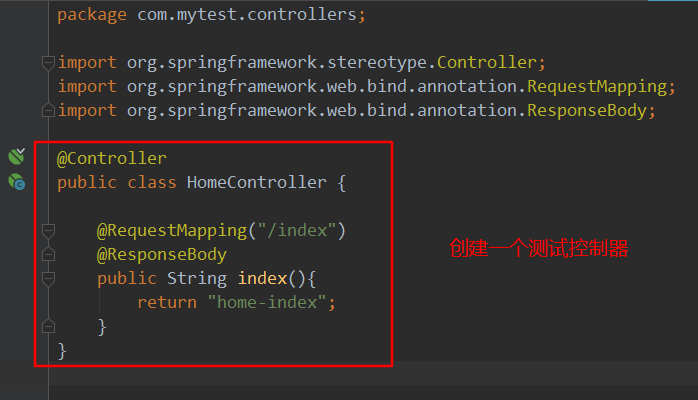 package com.mytest.controllers;
import org.springframework.stereotype.Controller;
import org.springframework.web.bind.annotation.RequestMapping;
import org.springframework.web.bind.annotation.ResponseBody;
@Controller
public class HomeController {
@RequestMapping("/index")
@ResponseBody
public String index(){
return "home-index";
}
}
创建一个测试控制器